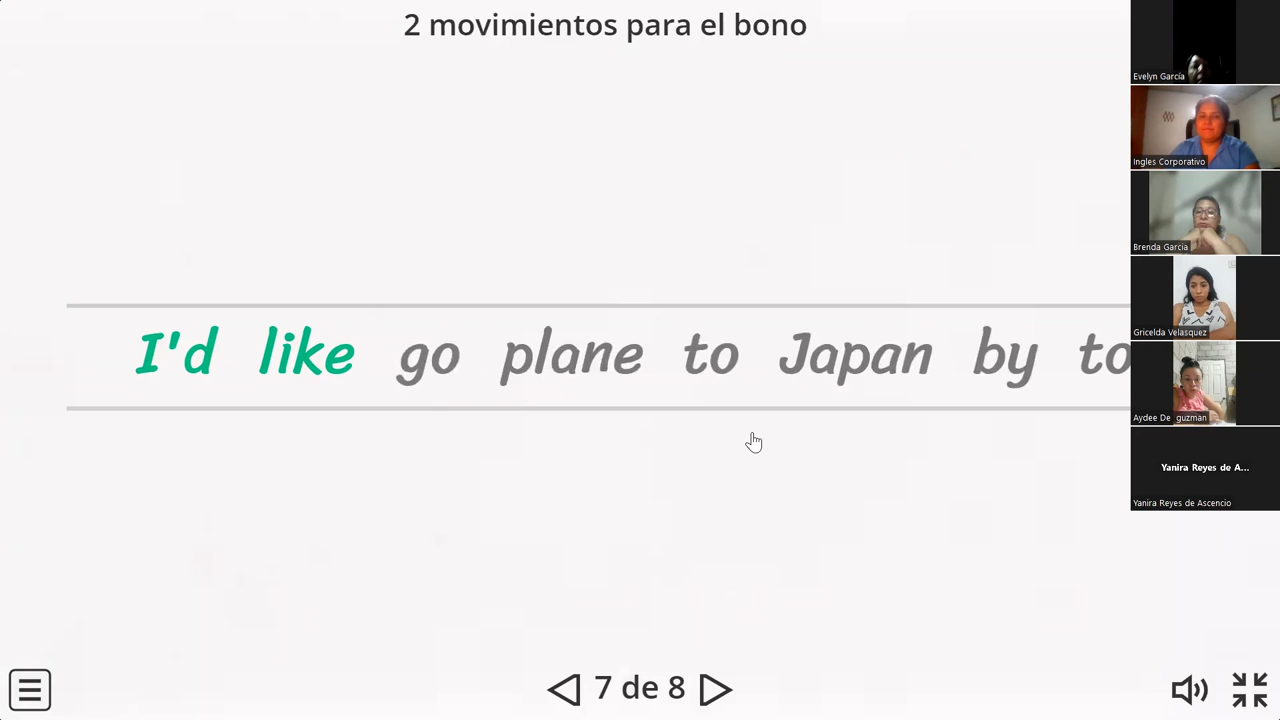 2 movimientos para el bono
Evelyn García
Ingles Corporativo
Brenda Garcia
Gricelda Velasquez
I'd like go plane to Japan by to
Aydee De guzman
Yanira Reyes de A...
Yanira Reyes de Ascencio
7 de 8